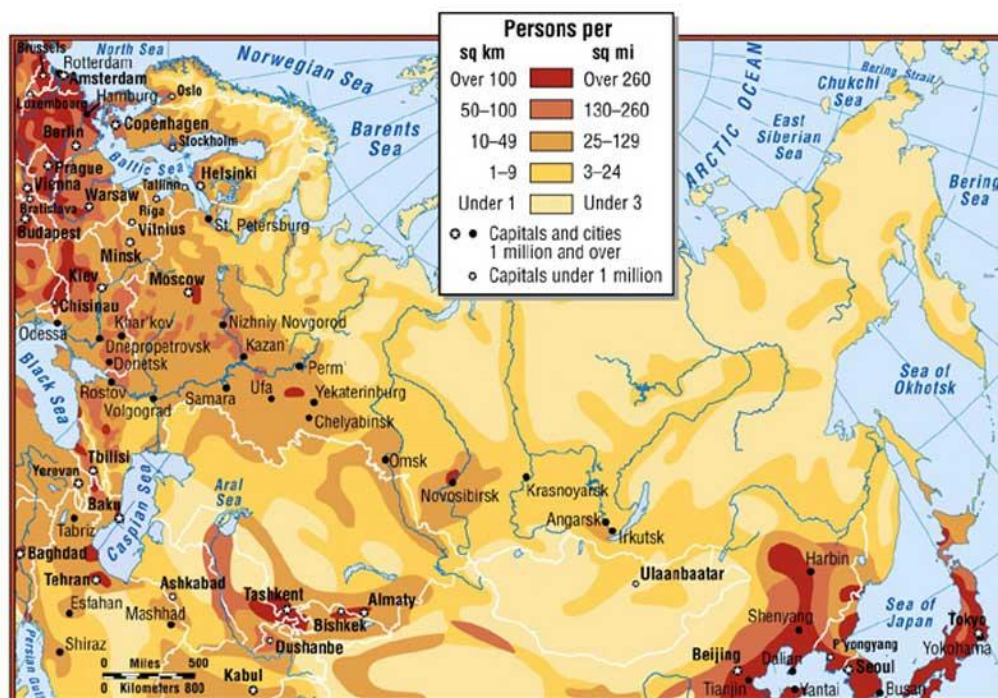 Persons per
sq km sq mi
Over 100 Over 260
50–100 130–260
10–49 25–129
1–9 3–24
Under 1 Under 3
Capitals and cities
1 million and over
Capitals under 1 million
Brussels
North Sea
Rotterdam
Amsterdam
Luxembourg
Hamburg
Oslo
Norwegian Sea
Barents
Sea
ARCTIC OCEAN
Chukchi
Sea
Bering Strait
East
Siberian
Sea
Bering
Sea
Berlin
Copenhagen
Stockholm
Prague
Baltic Sea
Helsinki
Vienna
Tallinn
Warsaw
Bratislava
Riga
Budapest
Vilnius
St. Petersburg
Minsk
Kiev
Moscow
Chisinau
Odessa
Khar'kov
Nizhniy Novgorod
Dnepropetrovsk
Kazan'
Donetsk
Perm'
Black Sea
Rostov
Samara
Ufa
Yekaterinburg
Volgograd
Chelyabinsk
Sea of
Okhotsk
Omsk
Tbilisi
Yerevan
Aral
Sea
Novosibirsk
Krasnoyarsk
Baku
Caspian Sea
Angarsk
Irkutsk
Tabriz
Baghdad
Harbin
Tehran
Ashkabad
Ulaanbaatar
Tashkent
Almaty
Esfahan
Mashhad
Bishkek
Shenyang
Sea of
Japan
Tokyo
Dushanbe
P'yongyang
Yokohama
Shiraz
Persian Gulf
0 Miles 500
0 Kilometers 800
Kabul
Beijing
Dalian
Seoul
Tianjin
Yantai
Busan